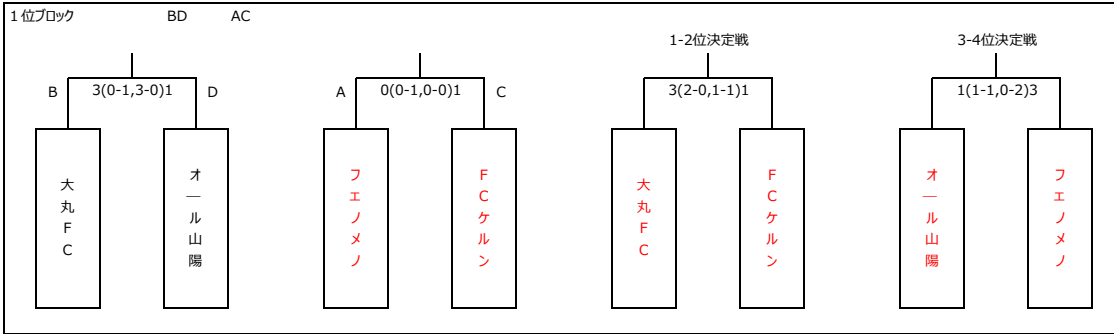 1位ブロック BD AC
1-2位決定戦 3-4位決定戦
B 3(0-1,3-0)1 D A 0(0-1,0-0)1 C 3(2-0,1-1)1 1(1-1,0-2)3
大丸FC
オール山陽
フェノメノ
FCケルン
大丸FC
FCケルン
オール山陽
フェノメノ